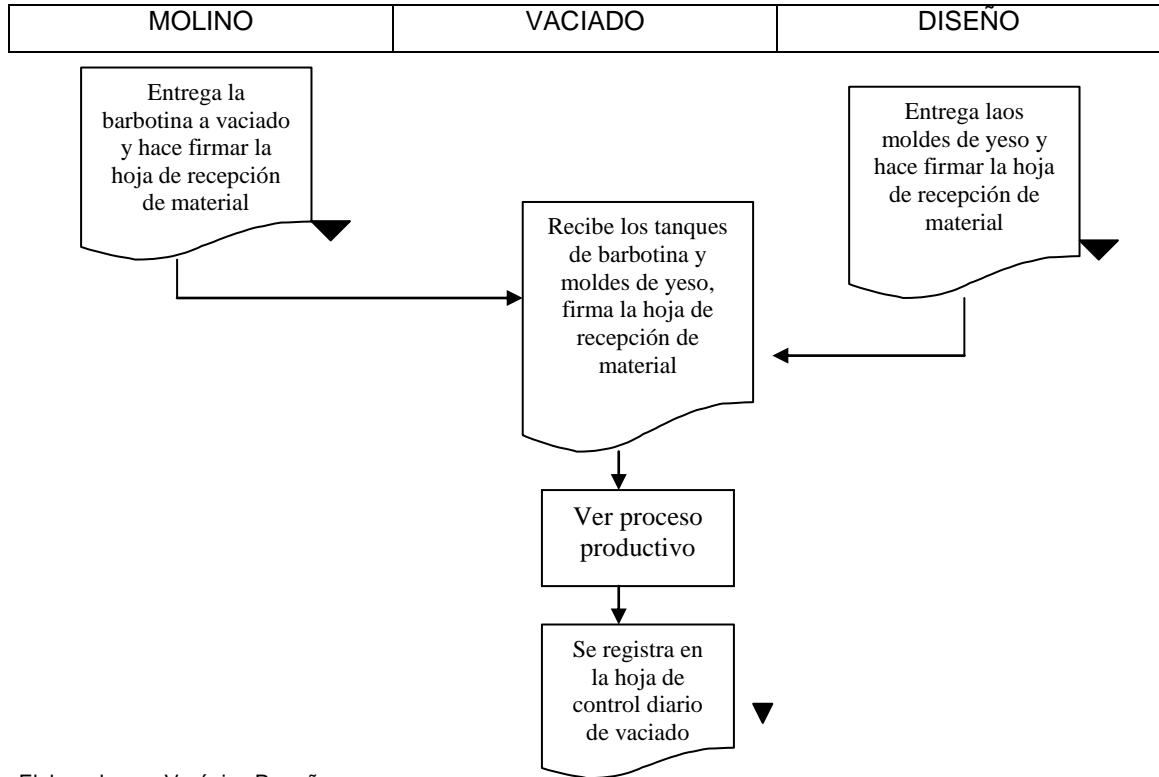 MOLINO
VACIADO
DISEÑO
Entrega la
barbotina a vaciado
y hace firmar la
hoja de recepción
de material
Entrega laos
moldes de yeso y
hace firmar la hoja
de recepción de
material
Recibe los tanques
de barbotina y
moldes de yeso,
firma la hoja de
recepción de
material
Ver proceso
productivo
Se registra en
la hoja de
control diario
de vaciado